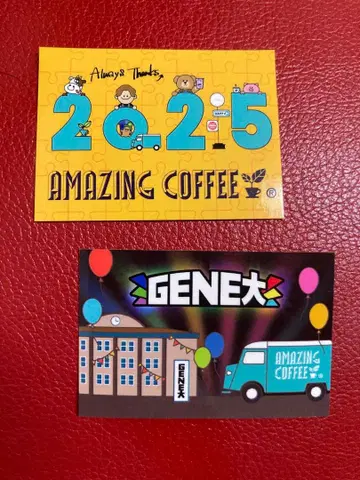 Always Thanks,
2025
AMAZING COFFEE®
GENE大
GENE大
AMAZING
COFFEE